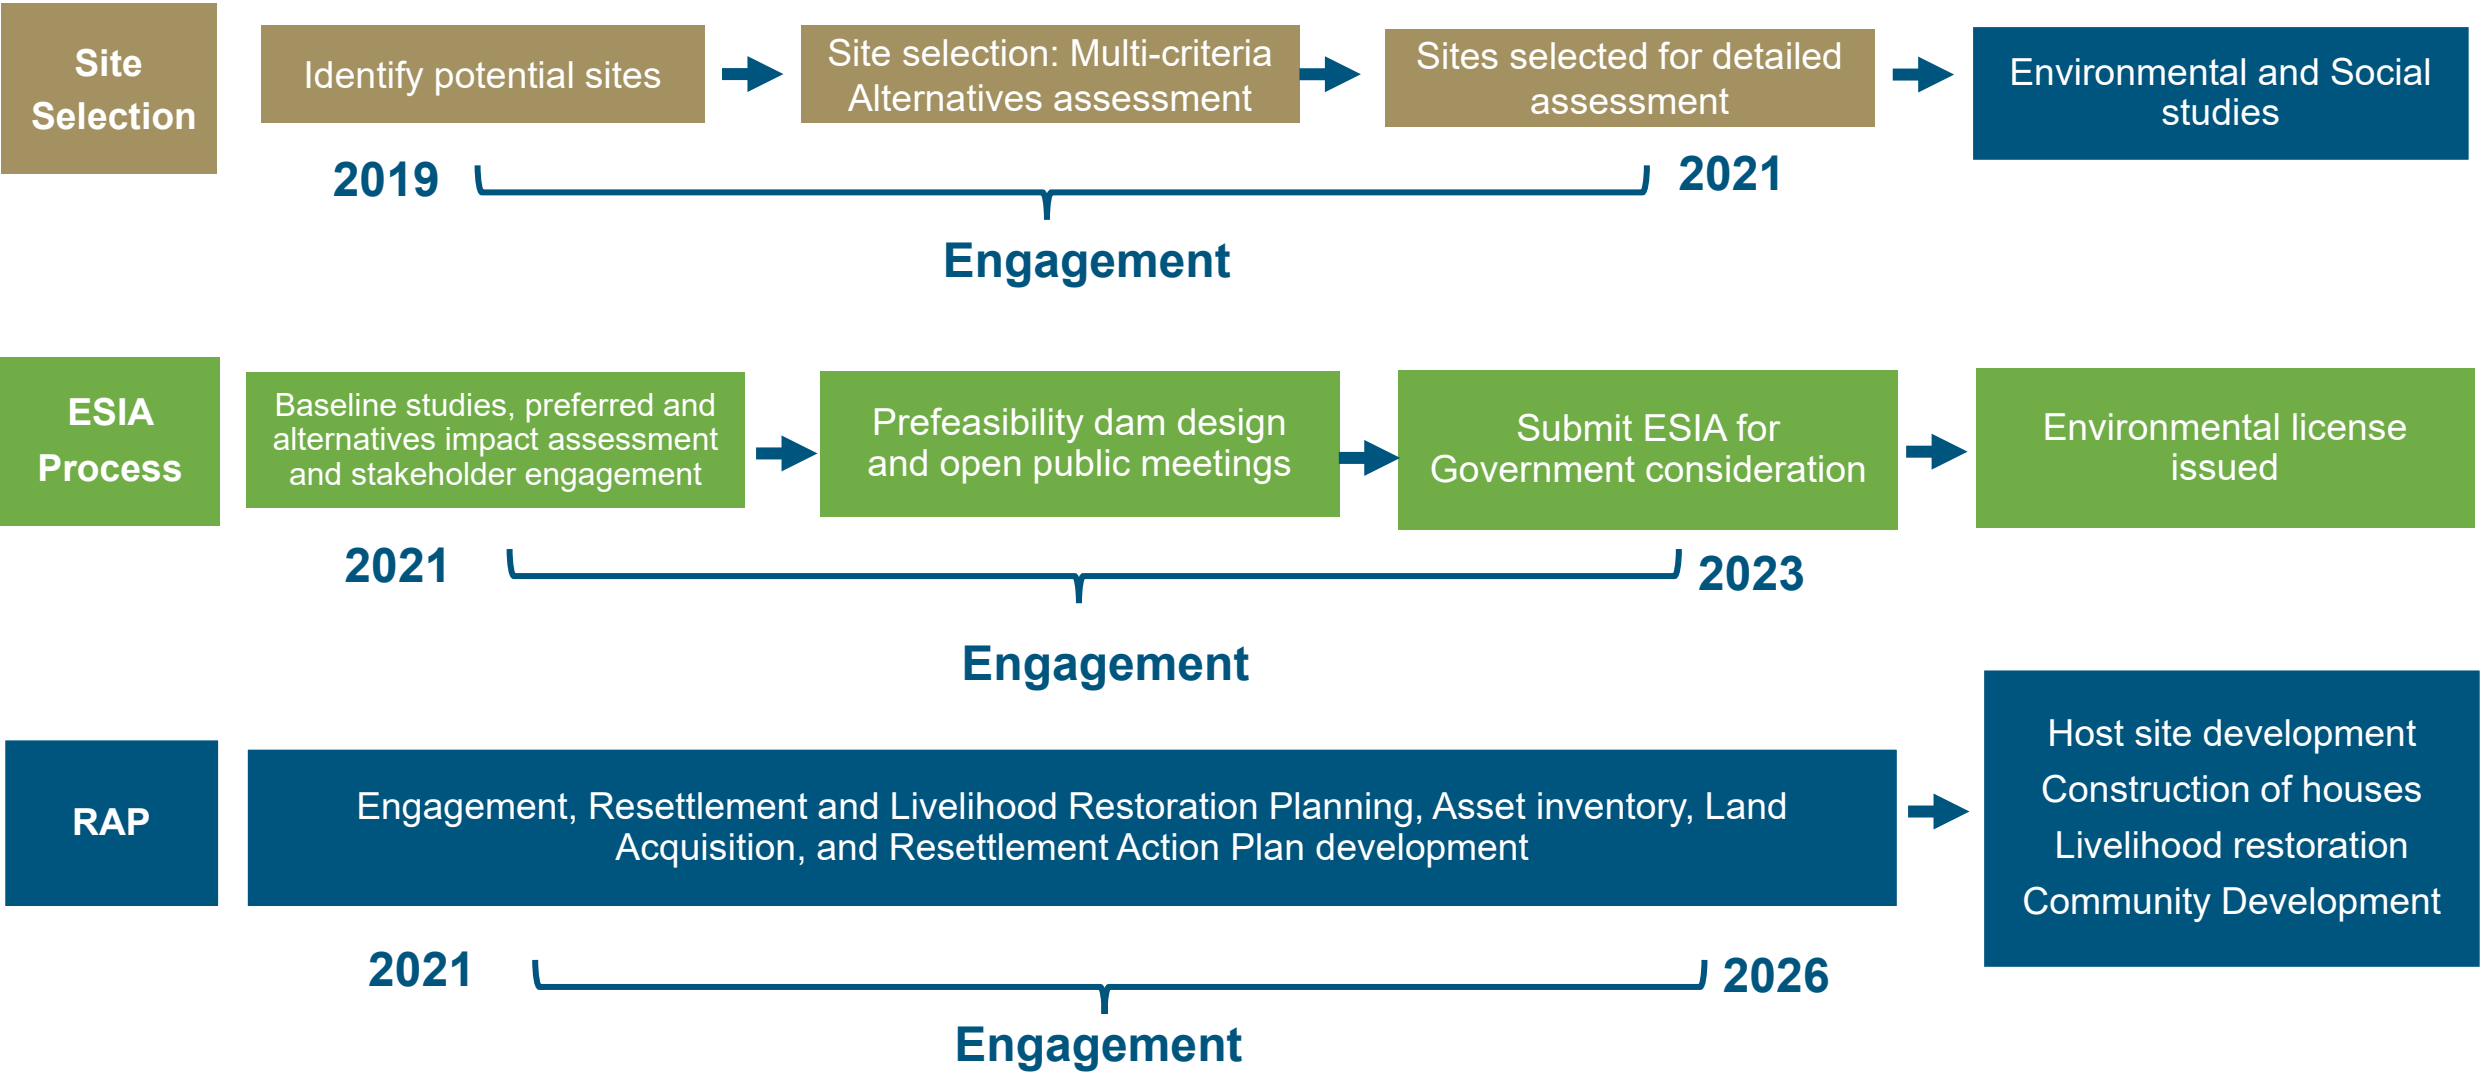 Site
Selection
Identify potential sites
Site selection: Multi-criteria
Alternatives assessment
Sites selected for detailed
assessment
Environmental and Social
studies
2019
2021
Engagement
ESIA
Process
Baseline studies, preferred and
alternatives impact assessment
and stakeholder engagement
Prefeasibility dam design
and open public meetings
Submit ESIA for
Government consideration
Environmental license
issued
2021
2023
Engagement
RAP
Engagement, Resettlement and Livelihood Restoration Planning, Asset inventory, Land
Acquisition, and Resettlement Action Plan development
Host site development
Construction of houses
Livelihood restoration
Community Development
2021
2026
Engagement